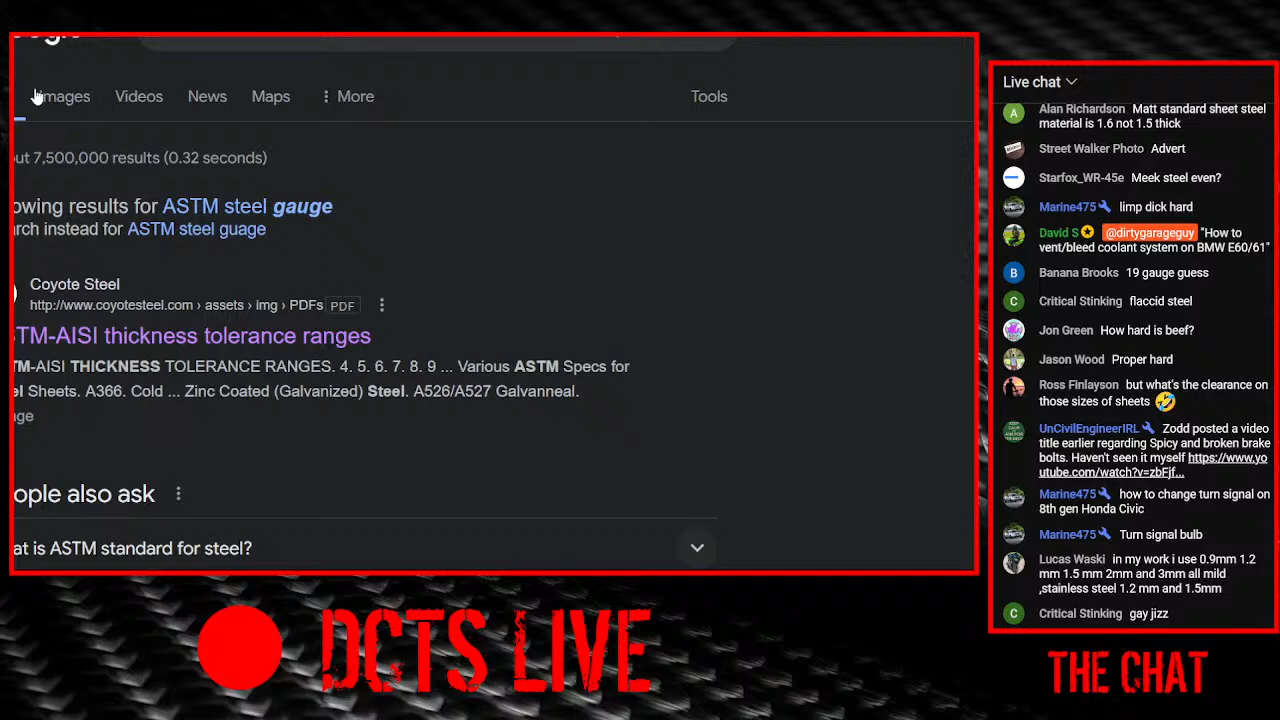 Images
Videos
News
Maps
More
Tools
ut 7,500,000 results (0.32 seconds)
owing results for ASTM steel gauge
rch instead for ASTM steel guage
Coyote Steel
http://www.coyotesteel.com › assets › img › PDFs PDF
TM-AISI thickness tolerance ranges
TM-AISI THICKNESS TOLERANCE RANGES. 4. 5. 6. 7. 8. 9 ... Various ASTM Specs for
el Sheets. A366. Cold ... Zinc Coated (Galvanized) Steel. A526/A527 Galvanneal.
ge
ople also ask
at is ASTM standard for steel?
DCTS LIVE
Live chat
Alan Richardson Matt standard sheet steel
material is 1.6 not 1.5 thick
Street Walker Photo Advert
Starfox_WR-45e Meek steel even?
Marine475 limp dick hard
David S @dirtygarageguy "How to
vent/bleed coolant system on BMW E60/61"
Banana Brooks 19 gauge guess
Critical Stinking flaccid steel
Jon Green How hard is beef?
Jason Wood Proper hard
Ross Finlayson but what's the clearance on
those sizes of sheets 🤣
UnCivilEngineerIRL Zodd posted a video
title earlier regarding Spicy and broken brake
bolts. Haven't seen it myself https://www.yo
utube.com/watch?v=zbFjf...
Marine475 how to change turn signal on
8th gen Honda Civic
Marine475 Turn signal bulb
Lucas Waski in my work i use 0.9mm 1.2
mm 1.5 mm 2mm and 3mm all mild
,stainless steel 1.2 mm and 1.5mm
Critical Stinking gay jizz
THE CHAT